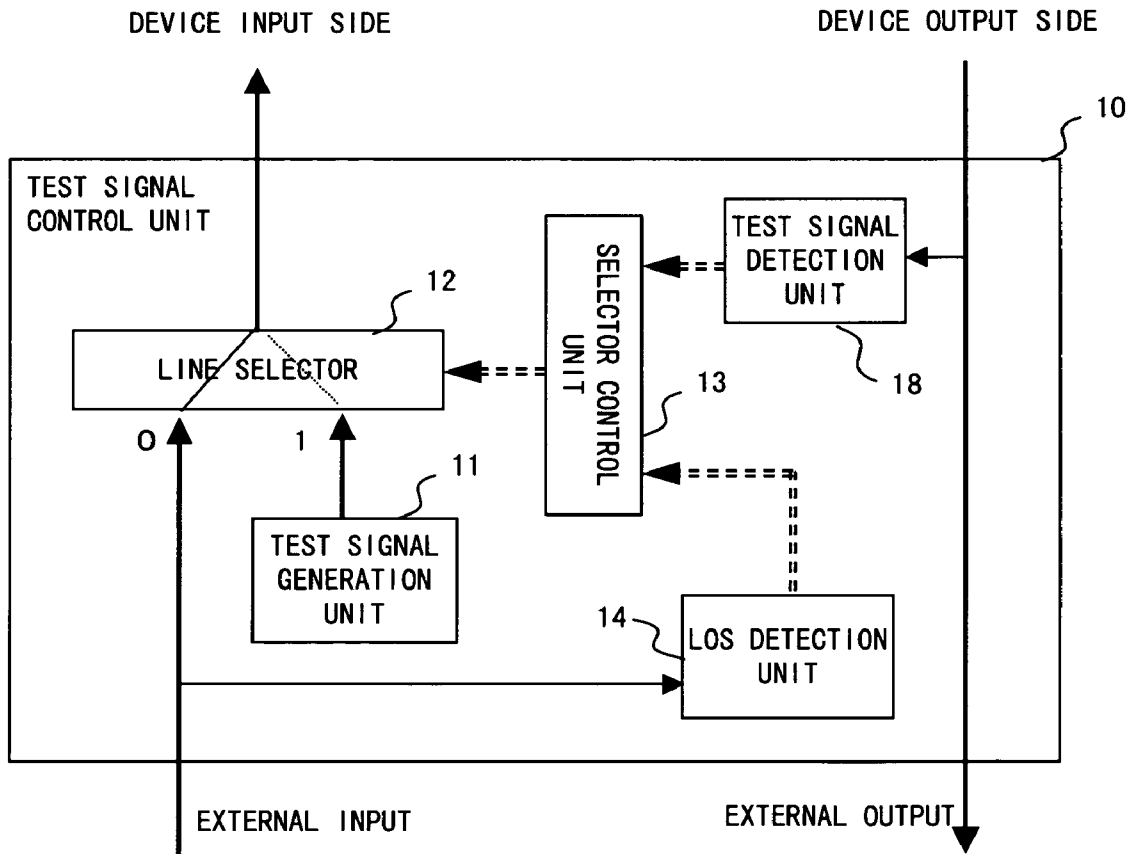 DEVICE INPUT SIDE
DEVICE OUTPUT SIDE
10
TEST SIGNAL
CONTROL UNIT
TEST SIGNAL
DETECTION
UNIT
18
SELECTOR CONTROL
UNIT
13
12
LINE SELECTOR
0
1
11
TEST SIGNAL
GENERATION
UNIT
14
LOS DETECTION
UNIT
EXTERNAL INPUT
EXTERNAL OUTPUT